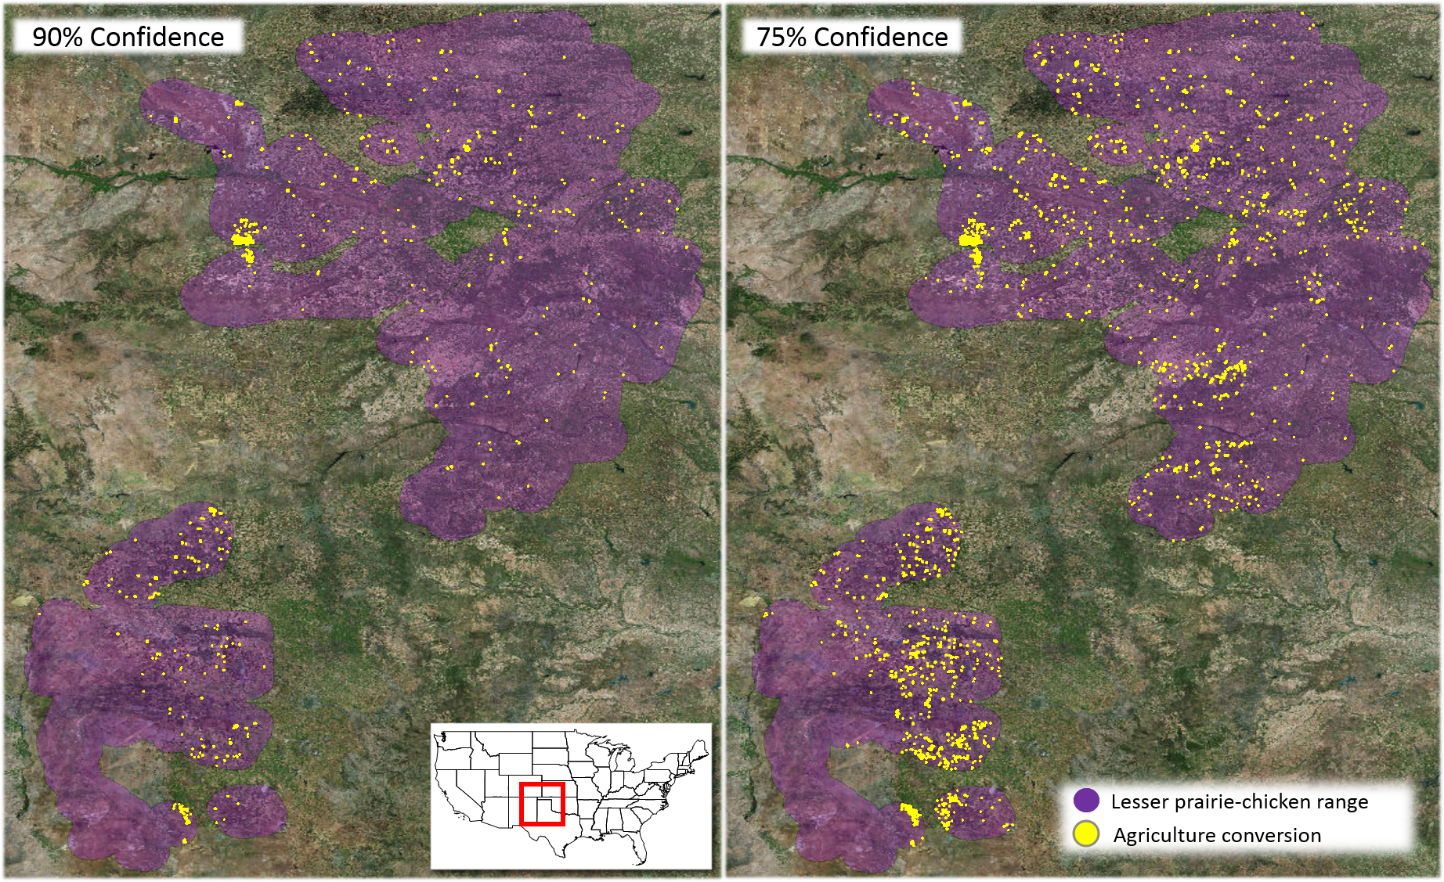 90% Confidence
75% Confidence
Lesser prairie-chicken range
Agriculture conversion